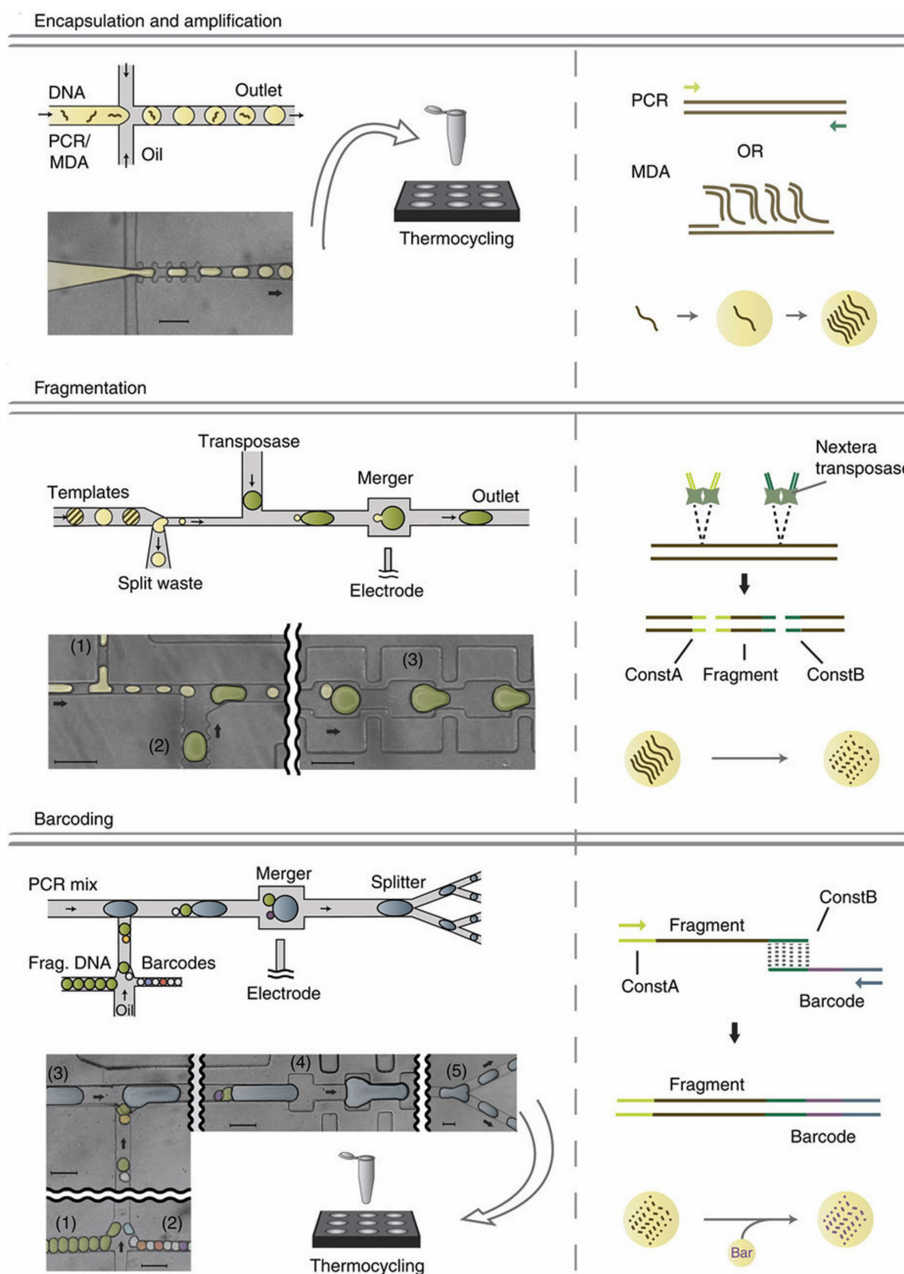 Encapsulation and amplification
DNA
Outlet
PCR/
MDA
Oil
Thermocycling
PCR
OR
MDA
Fragmentation
Transposase
Templates
Merger
Outlet
Split waste
Electrode
(1)
(2)
(3)
Nextera
transposase
ConstA
Fragment
ConstB
Barcoding
PCR mix
Merger
Splitter
Frag. DNA
Barcodes
Oil
Electrode
(3)
(4)
(5)
(1)
(2)
Thermocycling
Fragment
ConstB
ConstA
Barcode
Fragment
Barcode
Bar